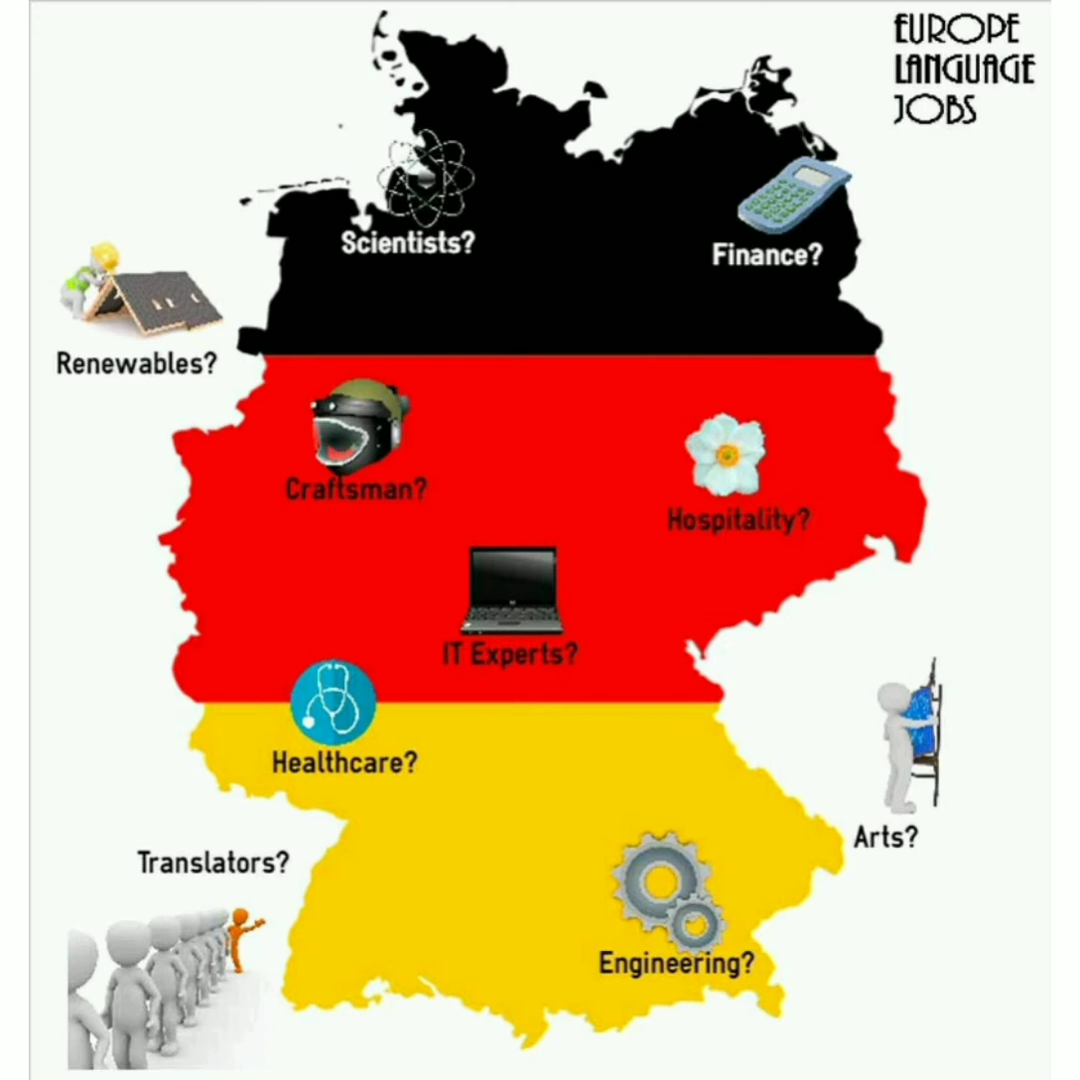 EUROPE
LANGUAGE
JOBS
Scientists?
Finance?
Renewables?
Craftsman?
Hospitality?
IT Experts?
Healthcare?
Arts?
Translators?
Engineering?